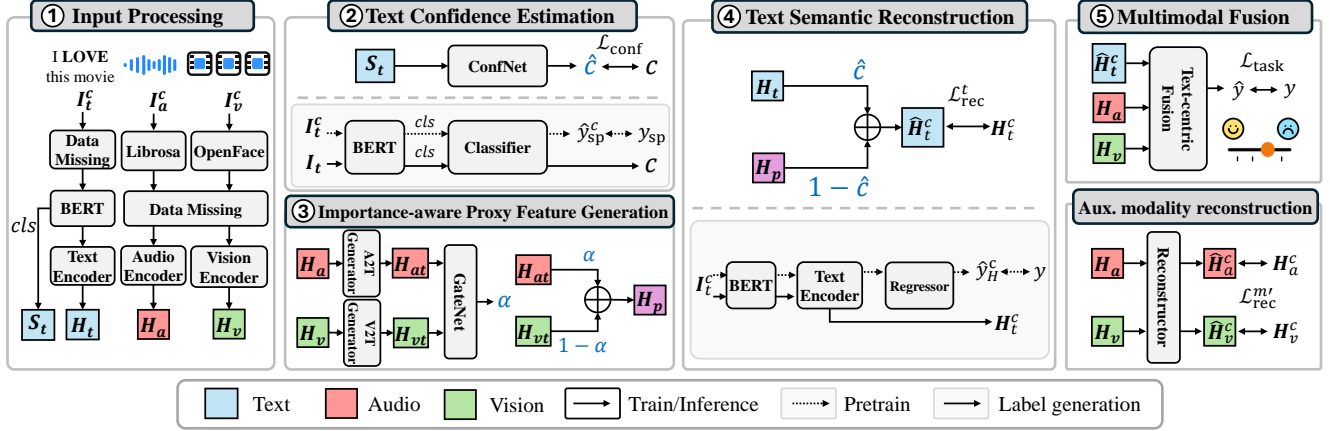 ① Input Processing
I LOVE
this movie
I_t^c I_a^c I_v^c
Data
Missing
Librosa
OpenFace
BERT
Data Missing
cls
Text
Encoder
Audio
Encoder
Vision
Encoder
S_t H_t H_a H_v
② Text Confidence Estimation
S_t
ConfNet
ĉ
L_conf
c
I_t^c
I_t
BERT
cls
cls
Classifier
ŷ_sp^c
y_sp
c
③ Importance-aware Proxy Feature Generation
H_a
A2T
Generator
H_at
H_v
V2T
Generator
H_vt
GateNet
α
H_at
α
H_vt
1 − α
H_p
④ Text Semantic Reconstruction
H_t
ĉ
H_p
1 − ĉ
Ĥ_t^c
L_rec^t
H_t^c
I_t^c
BERT
Text
Encoder
Regressor
ŷ_H^c
y
H_t^c
⑤ Multimodal Fusion
Ĥ_t^c
H_a
H_v
Text-centric
Fusion
L_task
ŷ
y
Aux. modality reconstruction
H_a
H_v
Reconstructor
Ĥ_a^c
H_a^c
L_rec^m′
Ĥ_v^c
H_v^c
Text
Audio
Vision
Train/Inference
Pretrain
Label generation